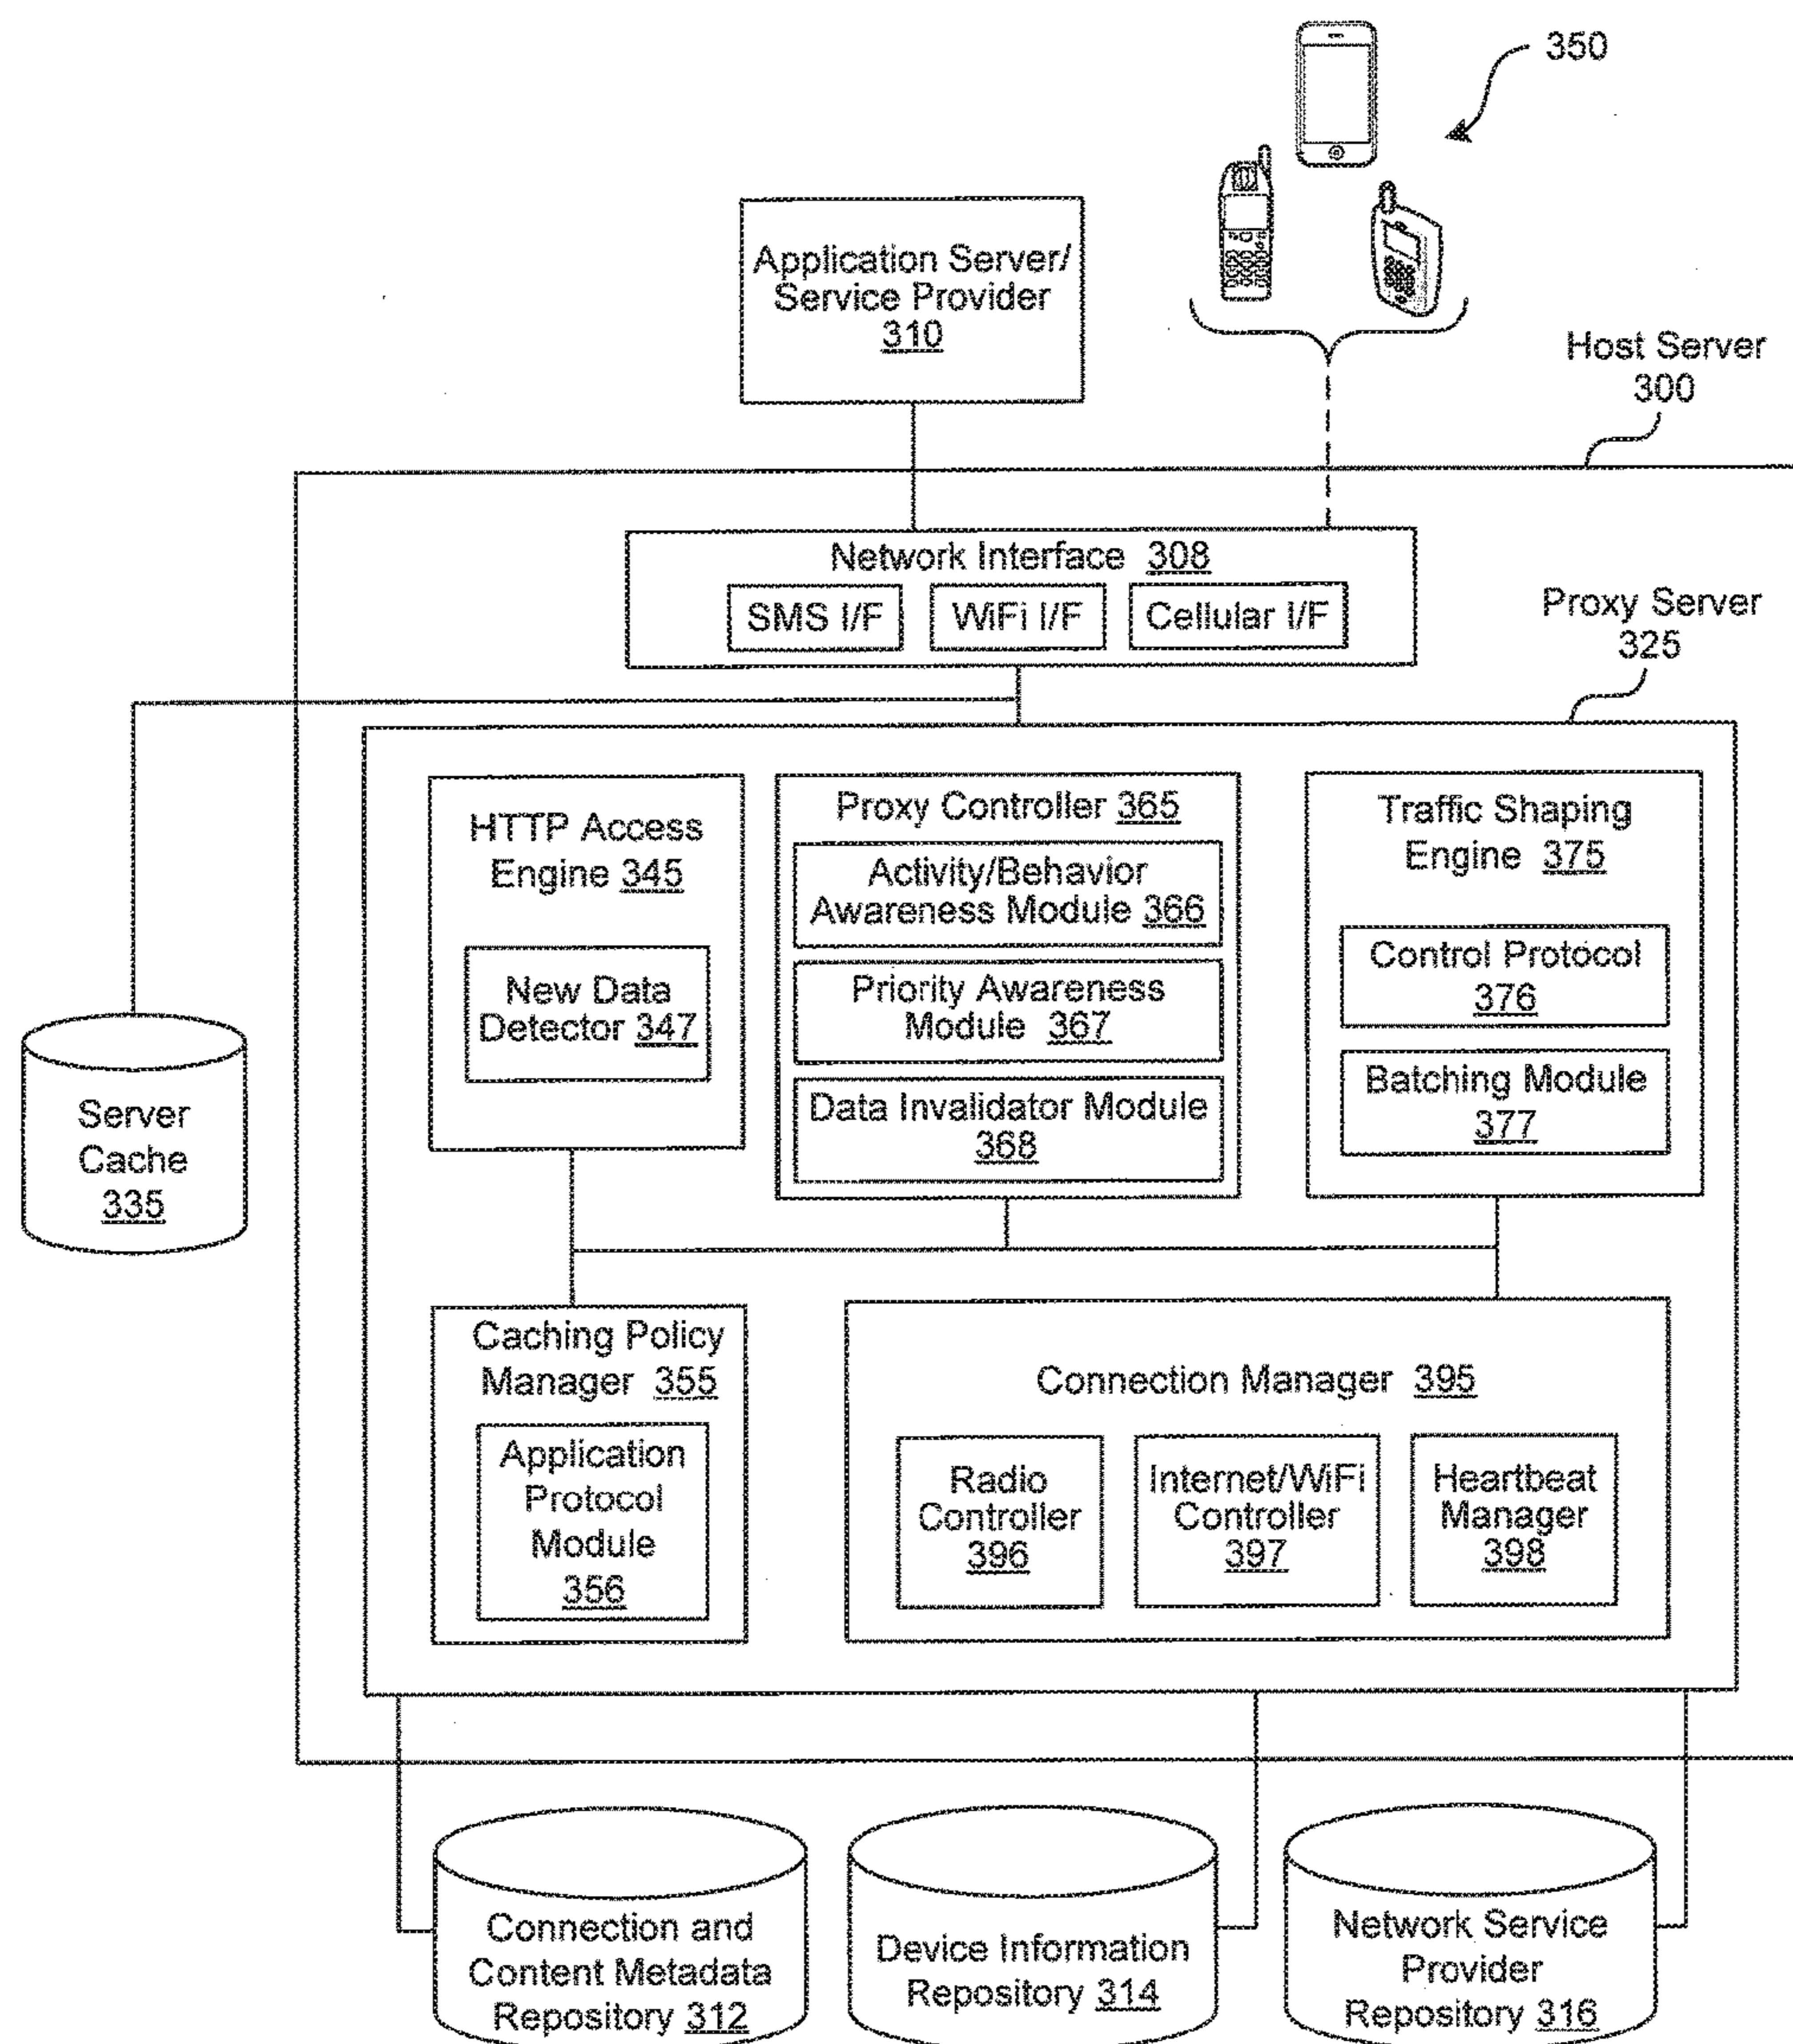 350
Application Server/
Service Provider
310
Host Server
300
Network Interface 308
SMS I/F
WiFi I/F
Cellular I/F
Proxy Server
325
HTTP Access
Engine 345
New Data
Detector 347
Proxy Controller 365
Activity/Behavior
Awareness Module 366
Priority Awareness
Module 367
Data Invalidator Module
368
Traffic Shaping
Engine 375
Control Protocol
376
Batching Module
377
Server
Cache
335
Caching Policy
Manager 355
Application
Protocol
Module
356
Connection Manager 395
Radio
Controller
396
Internet/WiFi
Controller
397
Heartbeat
Manager
398
Connection and
Content Metadata
Repository 312
Device Information
Repository 314
Network Service
Provider
Repository 316